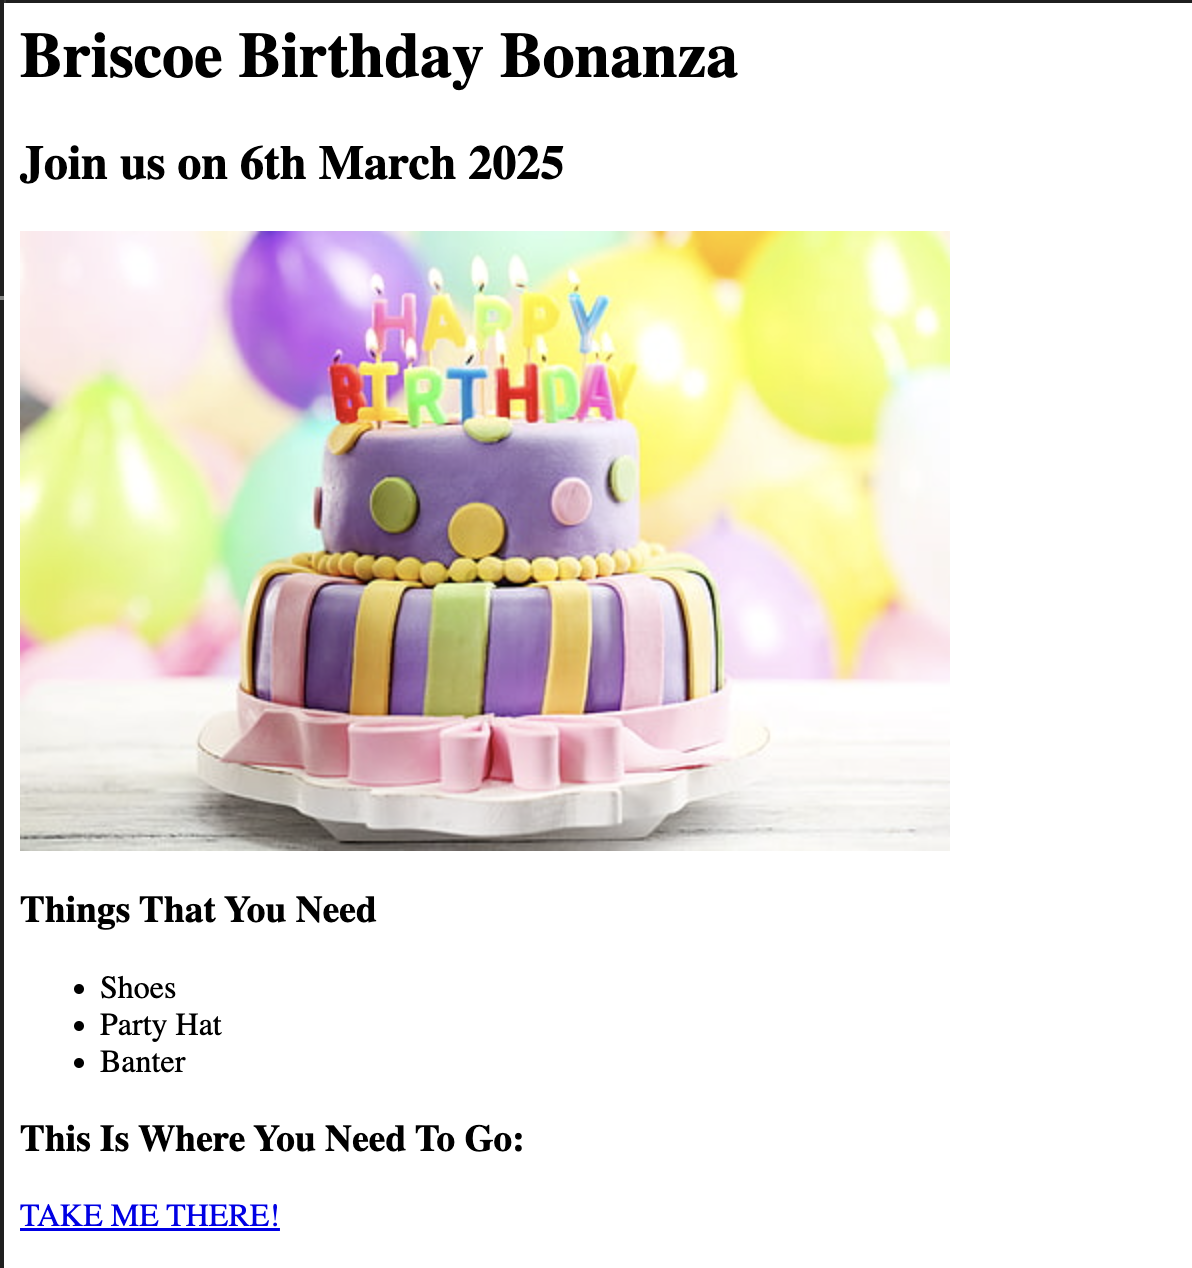 Briscoe Birthday Bonanza
Join us on 6th March 2025
HAPPY
BIRTHDAY
Things That You Need
Shoes
Party Hat
Banter
This Is Where You Need To Go:
TAKE ME THERE!